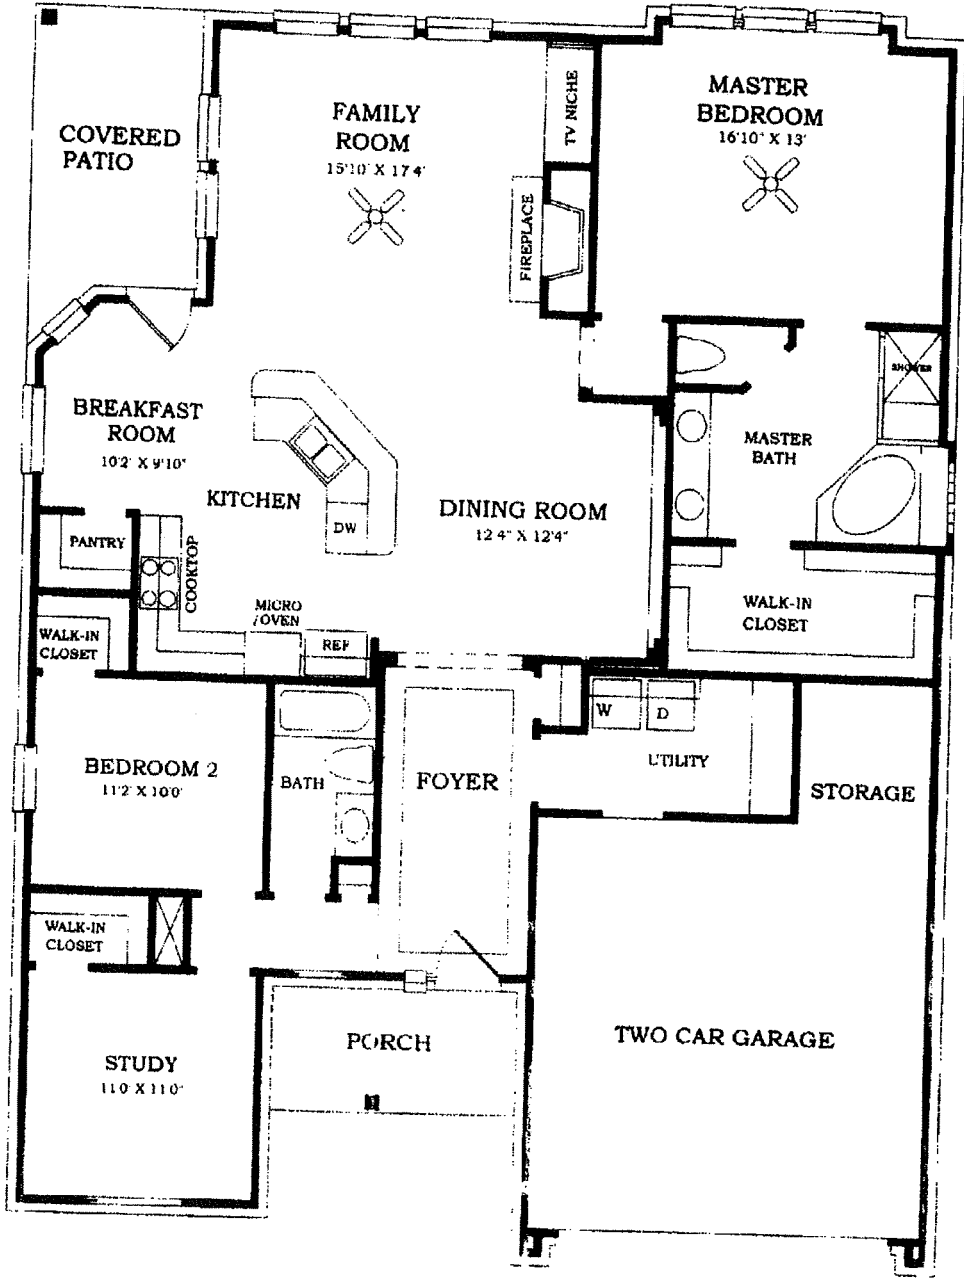 COVERED
PATIO
FAMILY
ROOM
15'10" X 17'4"
TV NICHE
FIREPLACE
MASTER
BEDROOM
16'10" X 13'
BREAKFAST
ROOM
10'2" X 9'10"
KITCHEN
DW
PANTRY
COOKTOP
MICRO
/OVEN
REF
DINING ROOM
12'4" X 12'4"
MASTER
BATH
SHOWER
WALK-IN
CLOSET
WALK-IN
CLOSET
BEDROOM 2
11'2" X 10'0"
BATH
FOYER
W
D
UTILITY
STORAGE
WALK-IN
CLOSET
STUDY
11'0" X 11'0"
PORCH
TWO CAR GARAGE